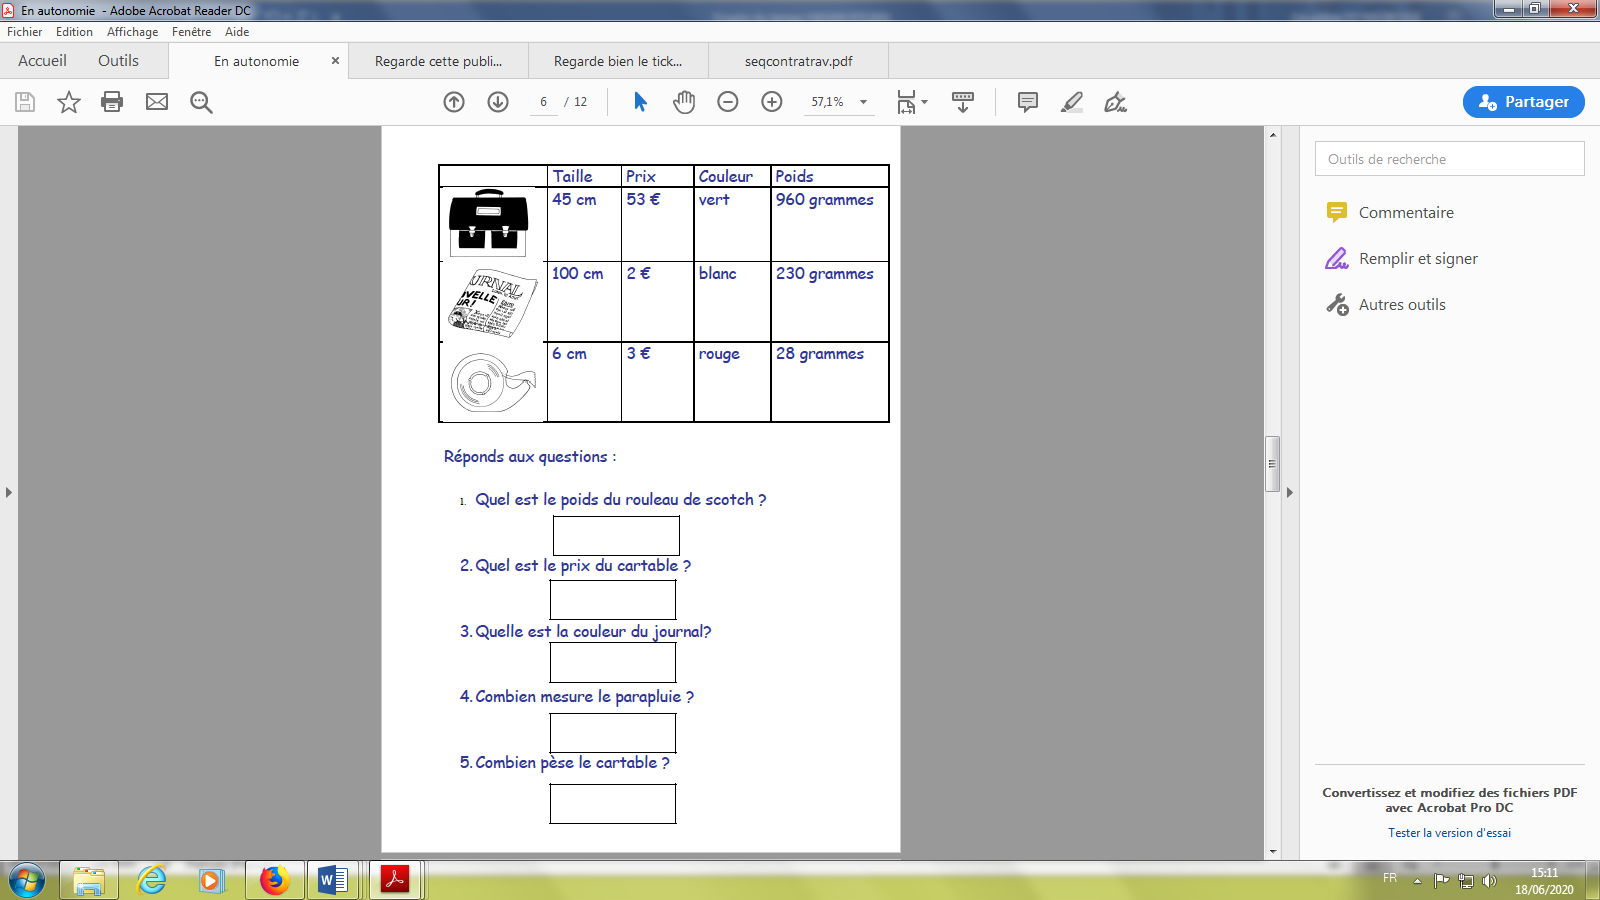 En autonomie - Adobe Acrobat Reader DC
Fichier Edition Affichage Fenêtre Aide
Accueil Outils En autonomie Regarde cette publi... Regarde bien le tick... seqcontratrav.pdf
6 / 12 57,1% Partager
Taille Prix Couleur Poids
45 cm 53 € vert 960 grammes
100 cm 2 € blanc 230 grammes
6 cm 3 € rouge 28 grammes
Réponds aux questions :
1. Quel est le poids du rouleau de scotch ?
2. Quel est le prix du cartable ?
3. Quelle est la couleur du journal?
4. Combien mesure le parapluie ?
5. Combien pèse le cartable ?
Outils de recherche
Commentaire
Remplir et signer
Autres outils
Convertissez et modifiez des fichiers PDF
avec Acrobat Pro DC
Tester la version d'essai
FR 15:11
18/06/2020